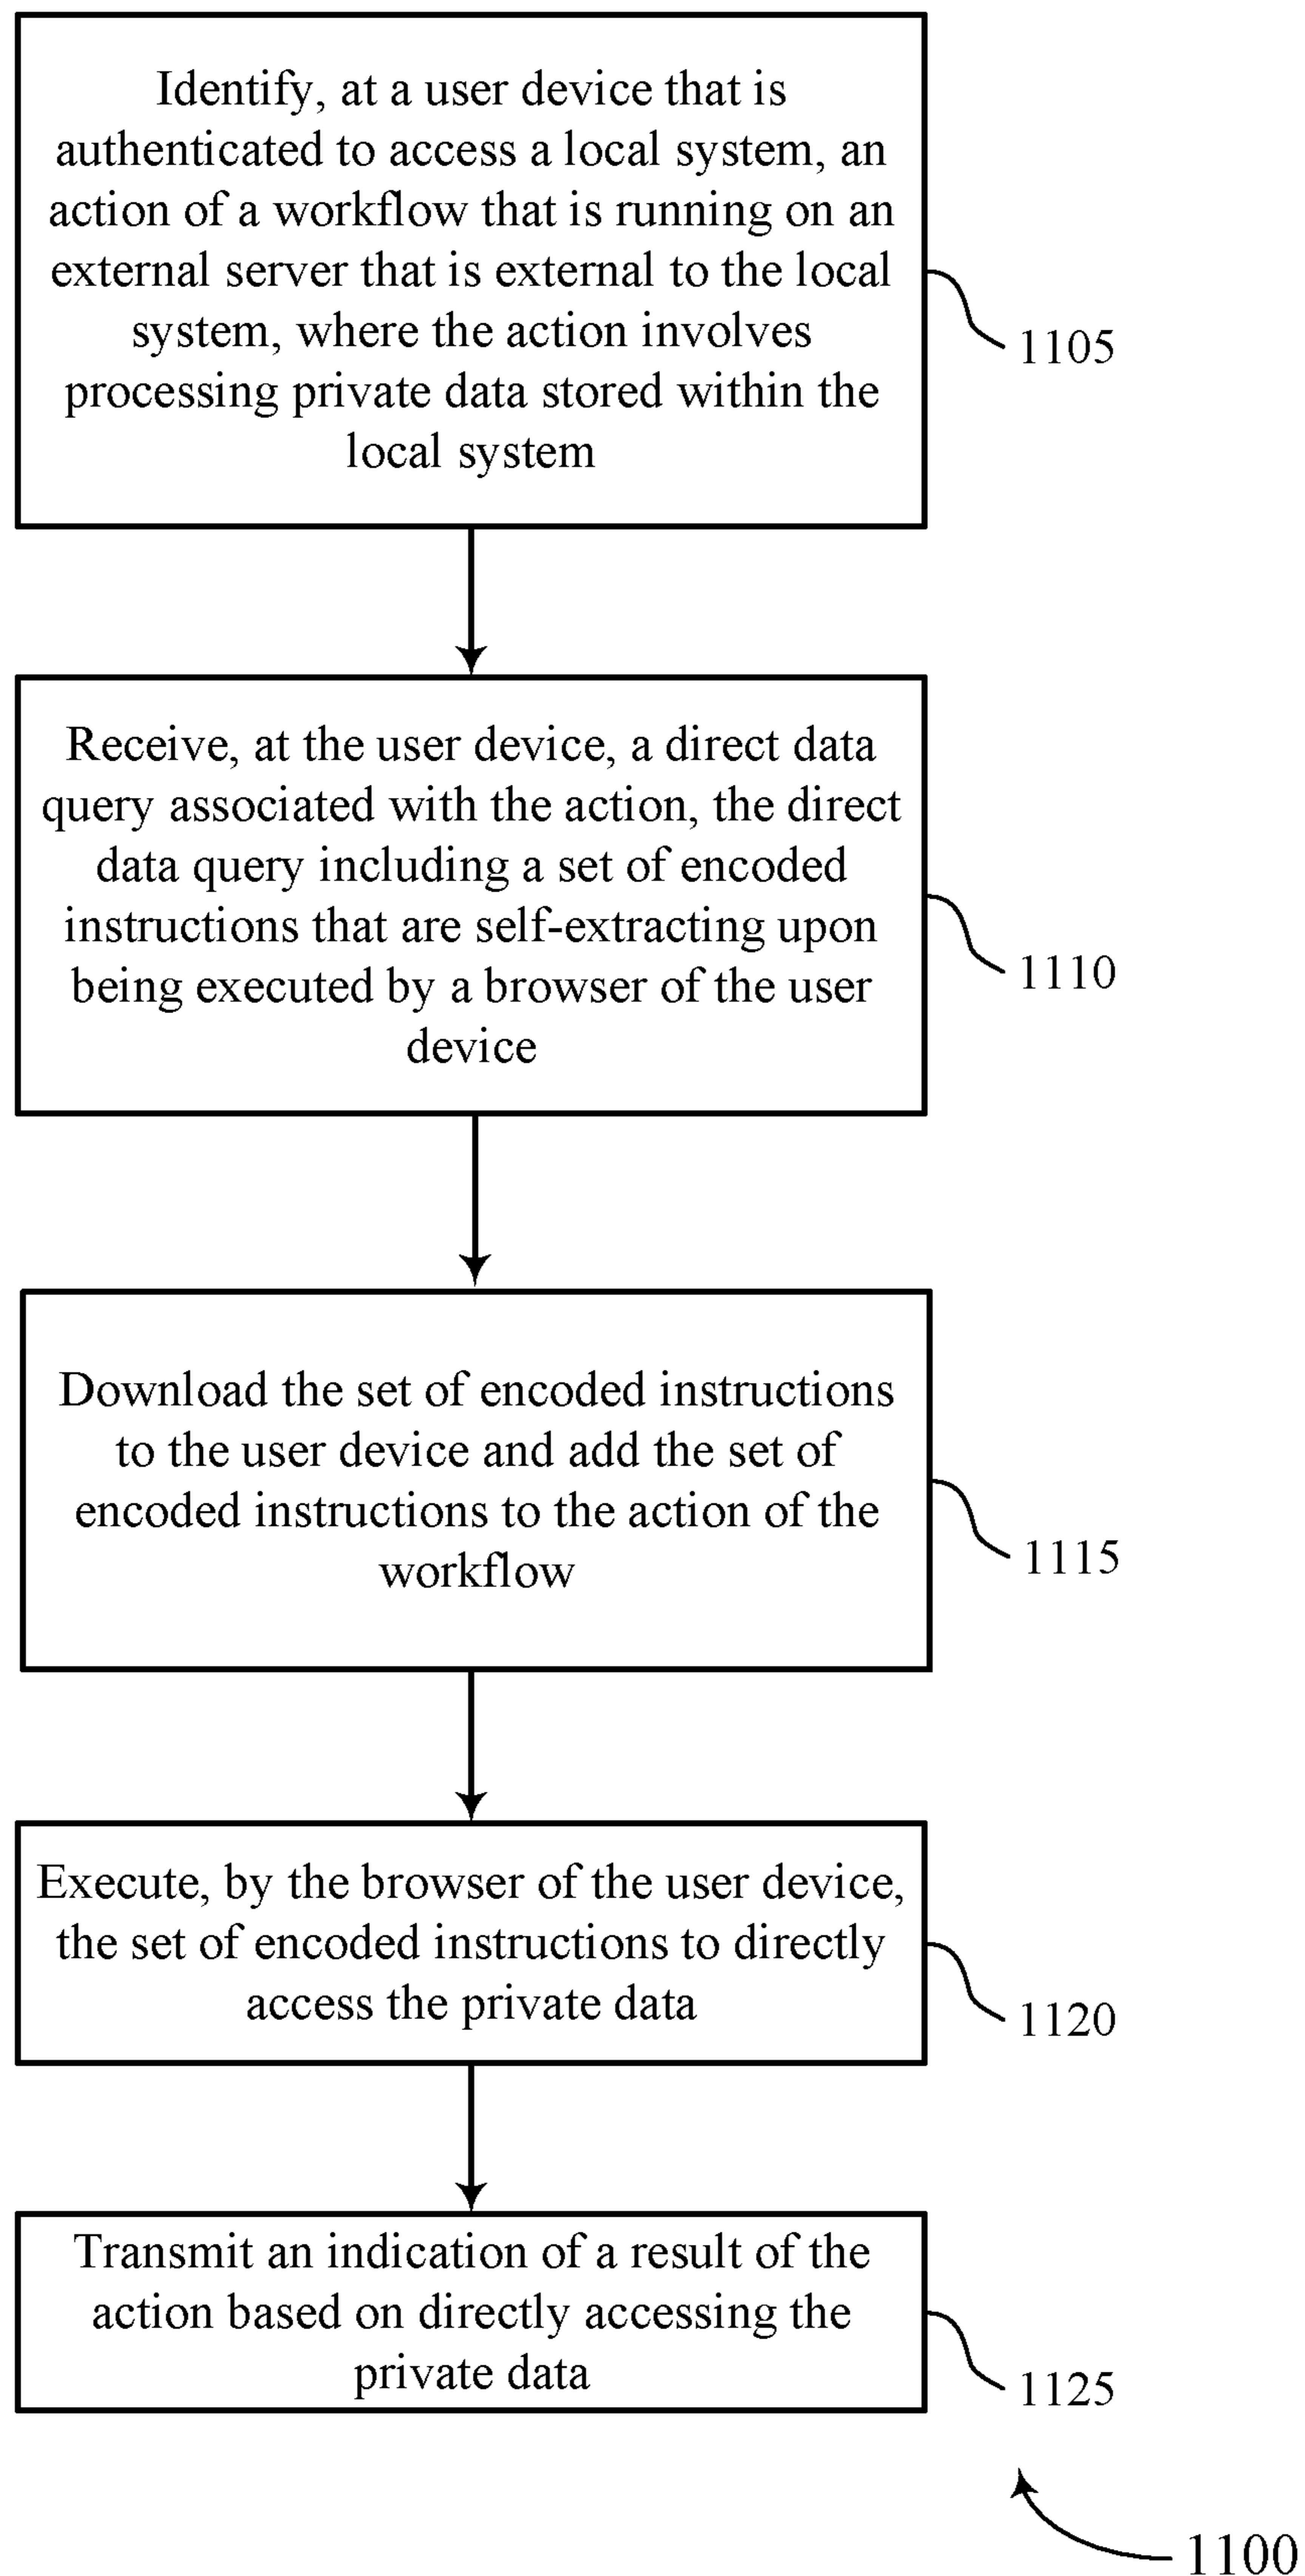 Identify, at a user device that is
authenticated to access a local system, an
action of a workflow that is running on an
external server that is external to the local
system, where the action involves
processing private data stored within the
local system
1105
Receive, at the user device, a direct data
query associated with the action, the direct
data query including a set of encoded
instructions that are self-extracting upon
being executed by a browser of the user
device
1110
Download the set of encoded instructions
to the user device and add the set of
encoded instructions to the action of the
workflow
1115
Execute, by the browser of the user device,
the set of encoded instructions to directly
access the private data
1120
Transmit an indication of a result of the
action based on directly accessing the
private data
1125
1100